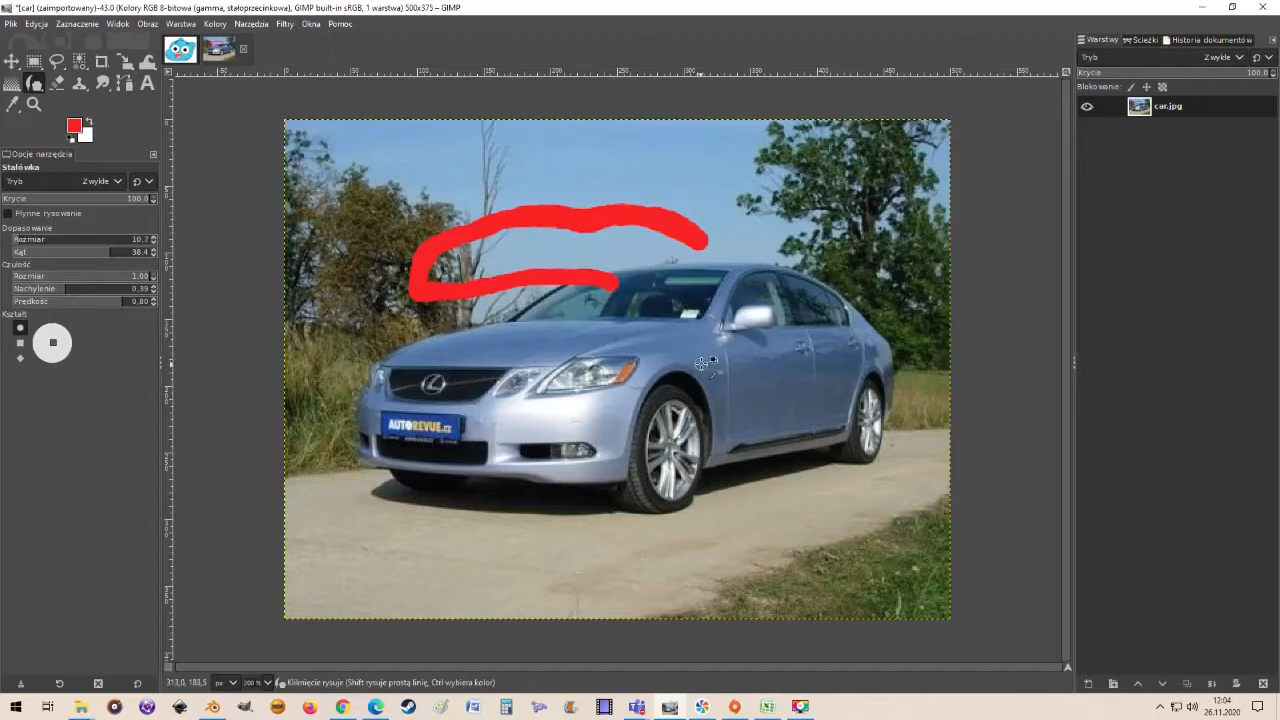 *[car] (zaimportowany)-43.0 (Kolory RGB 8-bitowa (gamma, stałoprzecinkowa), GIMP built-in sRGB, 1 warstwa) 500x375 – GIMP
Plik Edycja Zaznaczenie Widok Obraz Warstwa Kolory Narzędzia Filtry Okna Pomoc
Warstwy Ścieżki Historia dokumentów
Tryb Zwykłe
Krycie 100,0
Blokowanie:
car.jpg
Opcje narzędzia
Stalówka
Tryb Zwykłe
Krycie 100,0
Płynne rysowanie
Dopasowanie
Rozmiar 10,7
Kąt 38,4
Czułość
Rozmiar 1,00
Nachylenie 0,39
Prędkość 0,80
Kształt
AUTOREVUE.cz
313,0, 183,5 px 200 % Kliknięcie rysuje (Shift rysuje prostą linię, Ctrl wybiera kolor)
12:04
26.11.2020